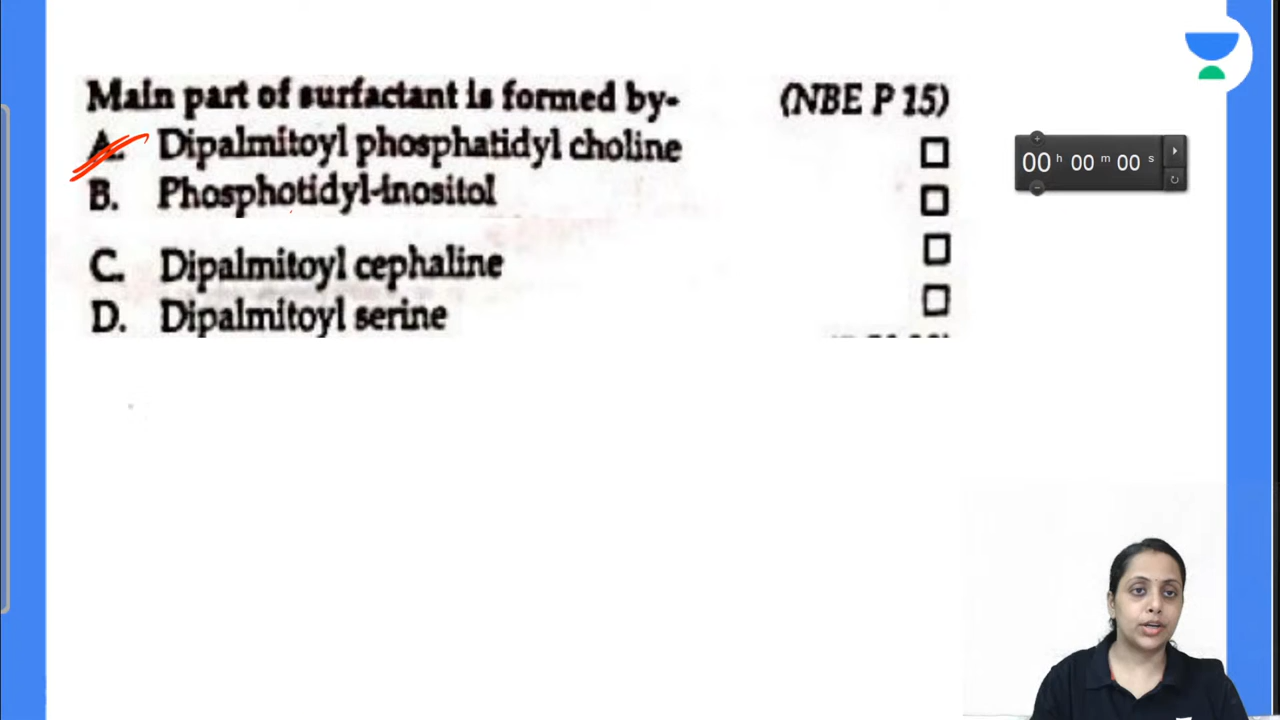 Main part of surfactant is formed by- (NBE P 15)
A. Dipalmitoyl phosphatidyl choline
B. Phosphotidyl-inositol
C. Dipalmitoyl cephaline
D. Dipalmitoyl serine
00 h 00 m 00 s